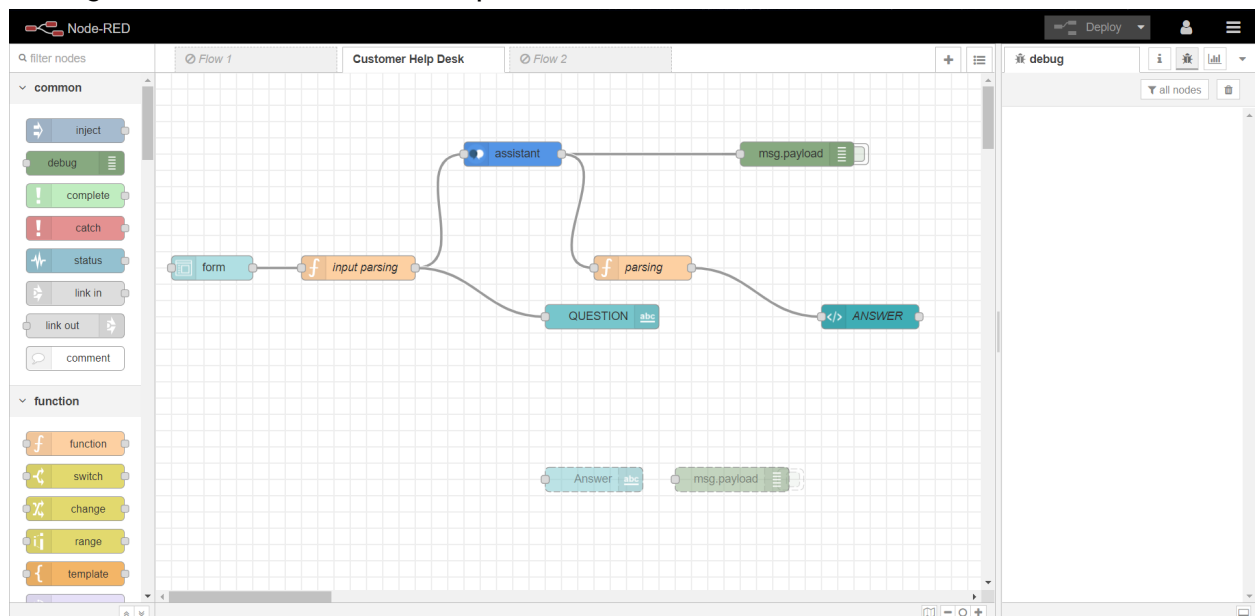 Node-RED
Deploy
filter nodes
Flow 1
Customer Help Desk
Flow 2
debug
i
common
all nodes
inject
debug
complete
catch
status
link in
link out
comment
assistant
msg.payload
form
input parsing
parsing
QUESTION abc
</> ANSWER
function
function
switch
change
range
template
Answer abc
msg.payload